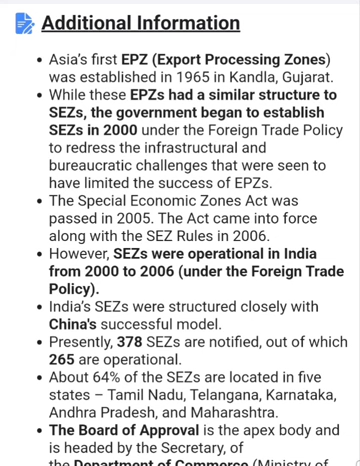 Additional Information
• Asia's first EPZ (Export Processing Zones)
was established in 1965 in Kandla, Gujarat.
• While these EPZs had a similar structure to
SEZs, the government began to establish
SEZs in 2000 under the Foreign Trade Policy
to redress the infrastructural and
bureaucratic challenges that were seen to
have limited the success of EPZs.
• The Special Economic Zones Act was
passed in 2005. The Act came into force
along with the SEZ Rules in 2006.
• However, SEZs were operational in India
from 2000 to 2006 (under the Foreign Trade
Policy).
• India's SEZs were structured closely with
China's successful model.
• Presently, 378 SEZs are notified, out of which
265 are operational.
• About 64% of the SEZs are located in five
states – Tamil Nadu, Telangana, Karnataka,
Andhra Pradesh, and Maharashtra.
• The Board of Approval is the apex body and
is headed by the Secretary, of
the Department of Commerce (Ministry of